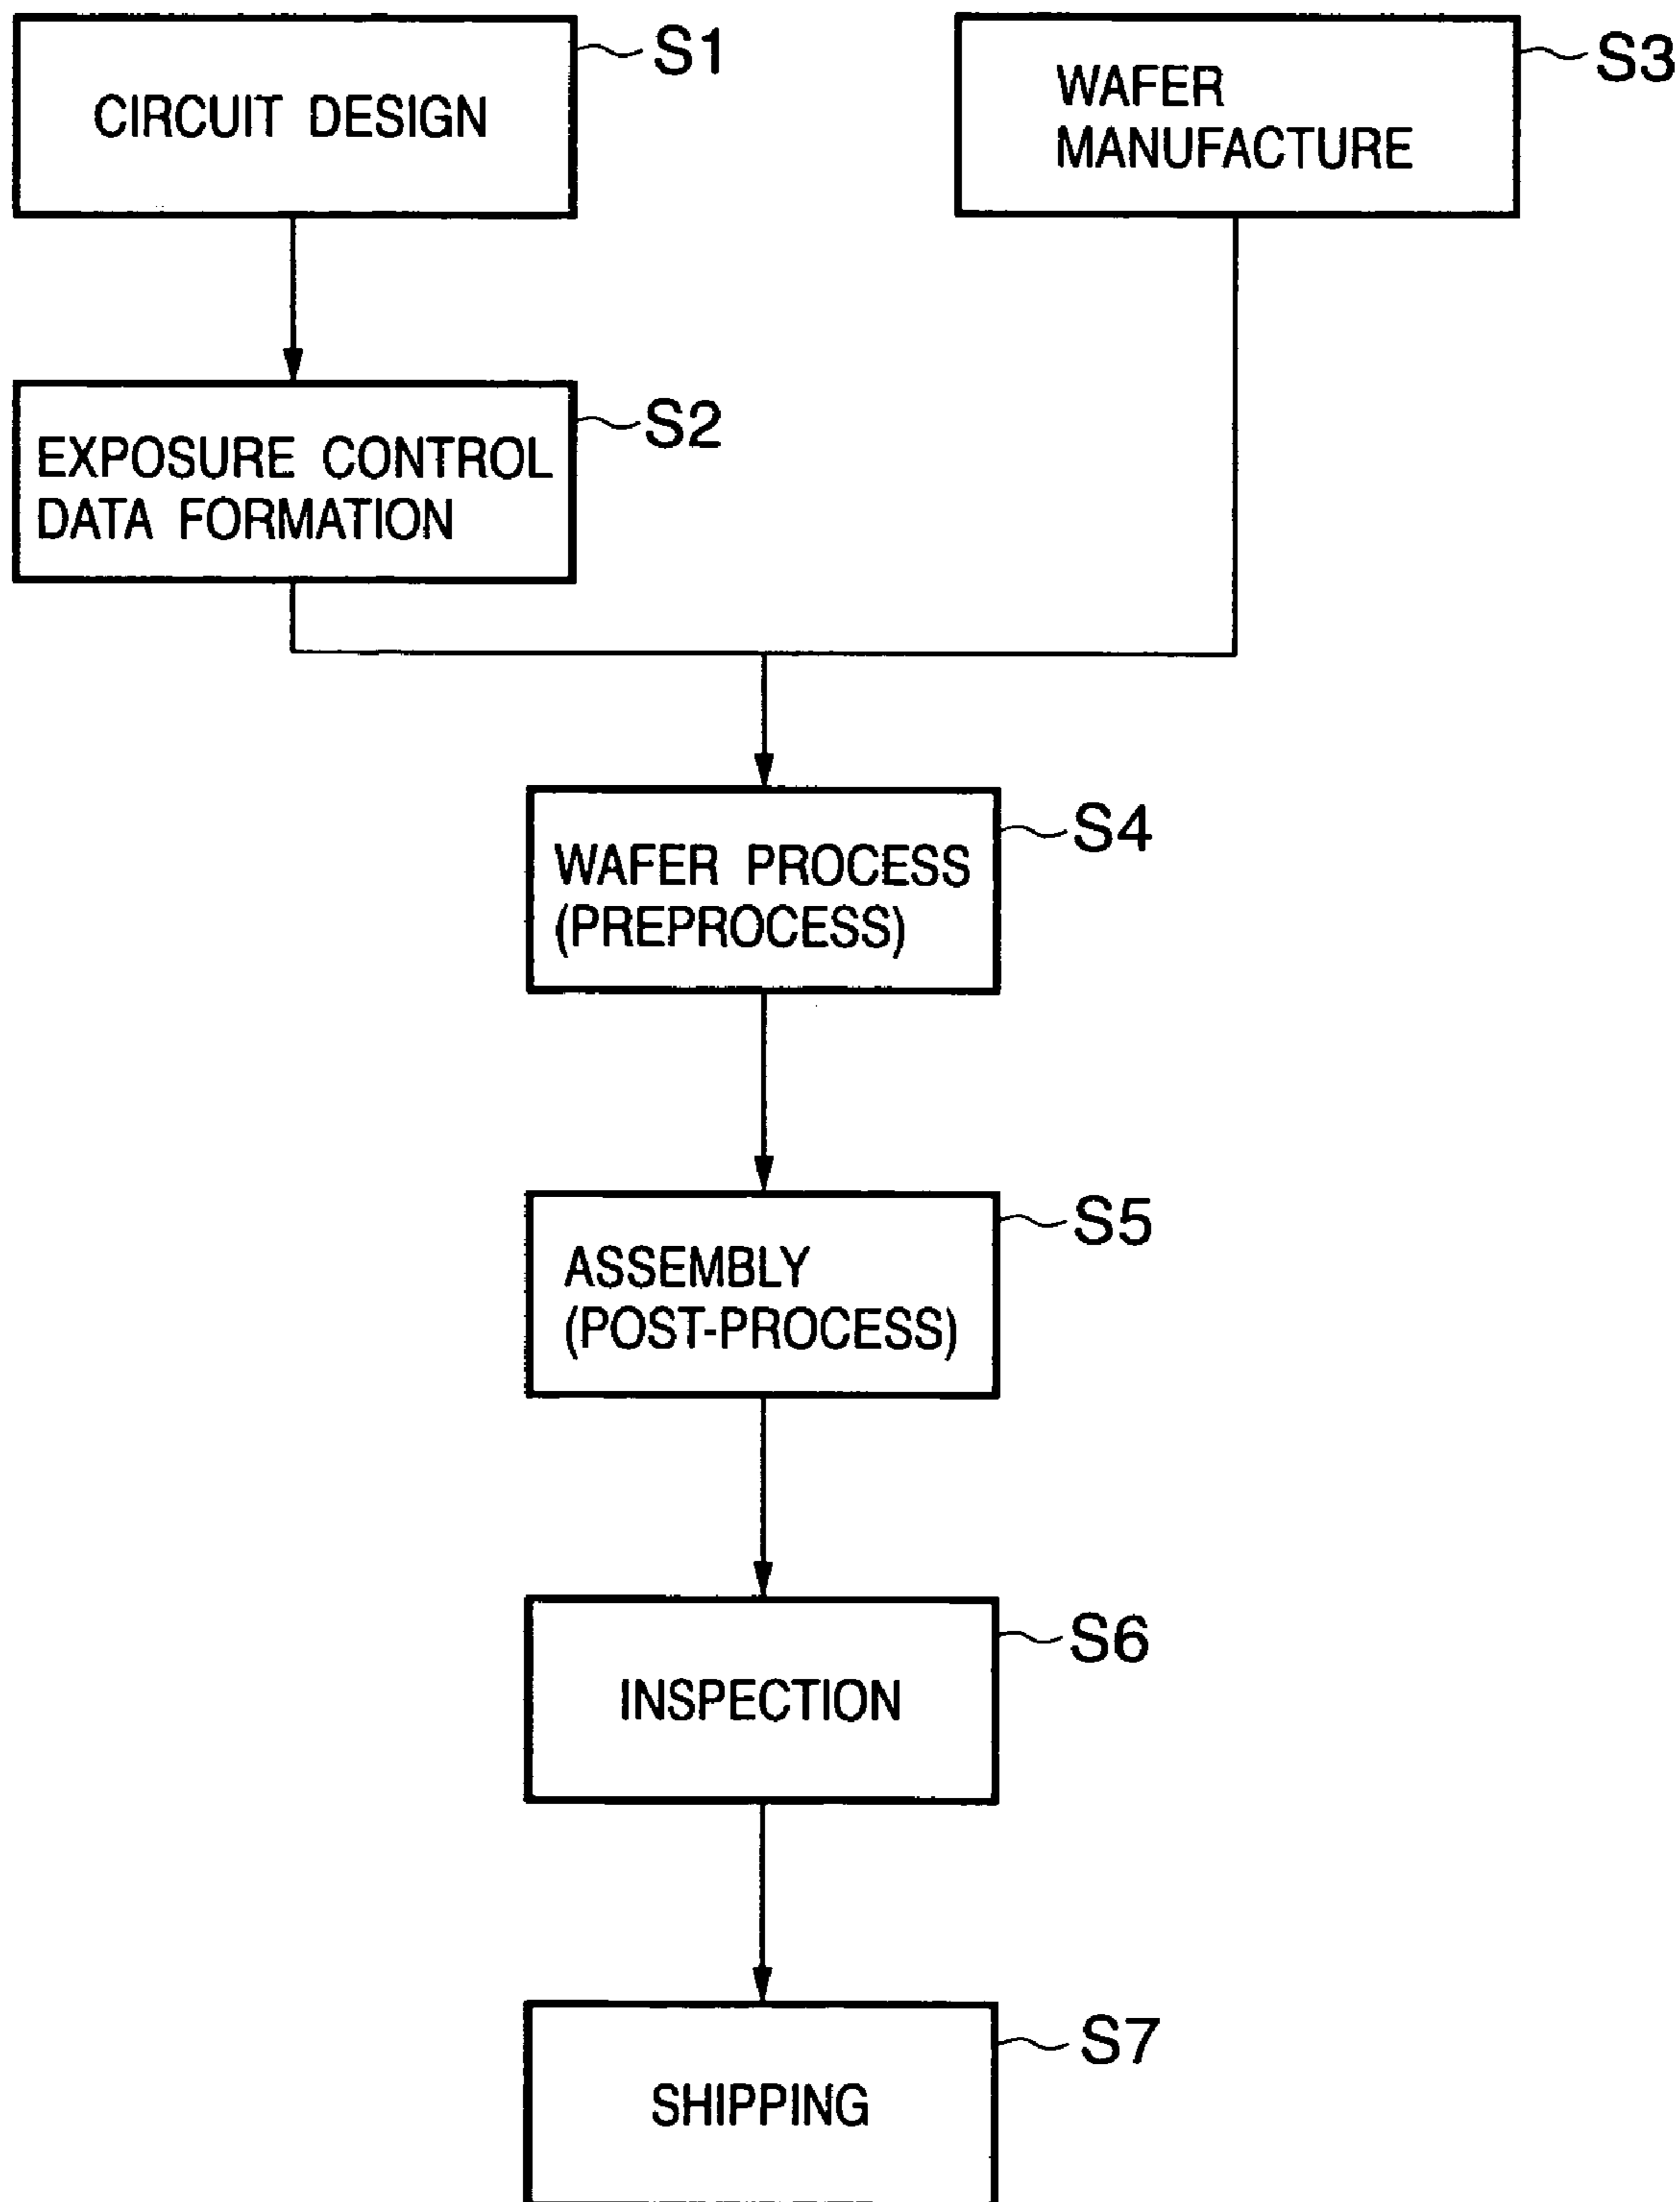 CIRCUIT DESIGN
S1
WAFER
MANUFACTURE
S3
EXPOSURE CONTROL
DATA FORMATION
S2
WAFER PROCESS
(PREPROCESS)
S4
ASSEMBLY
(POST-PROCESS)
S5
INSPECTION
S6
SHIPPING
S7